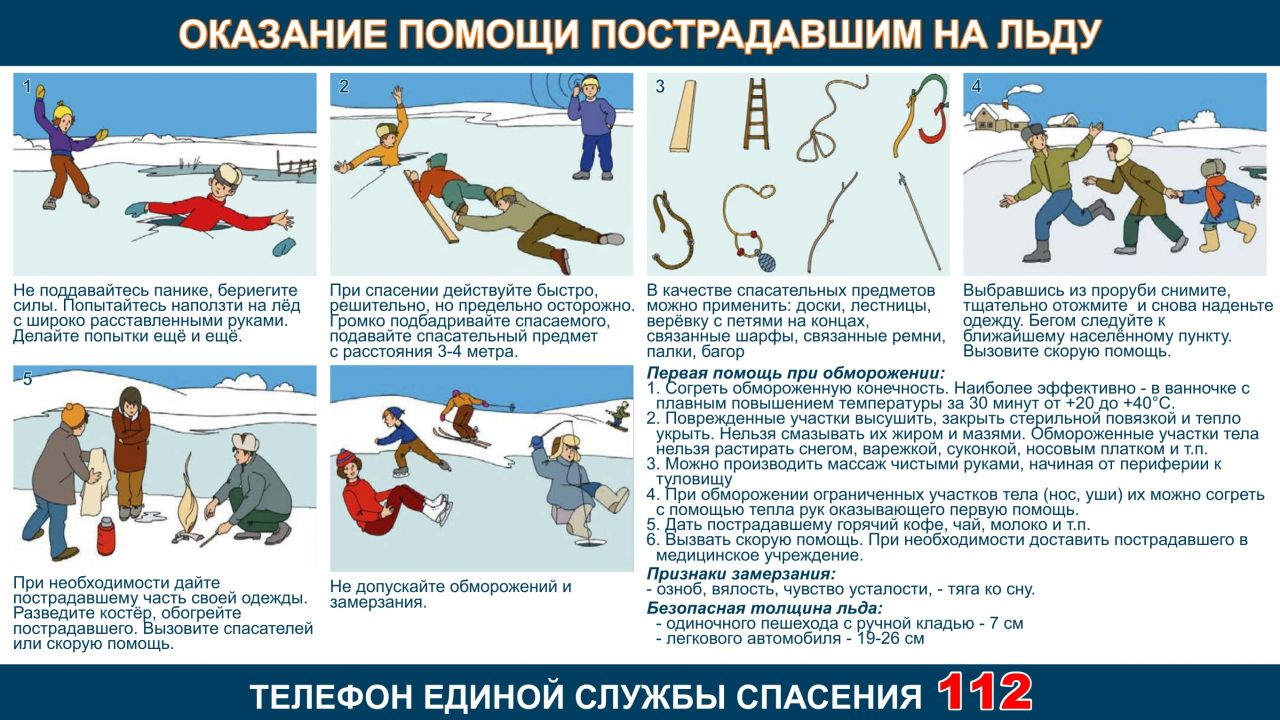 ОКАЗАНИЕ ПОМОЩИ ПОСТРАДАВШИМ НА ЛЬДУ
1
Не поддавайтесь панике, бериегите
силы. Попытайтесь наползти на лёд
с широко расставленными руками.
Делайте попытки ещё и ещё.
2
При спасении действуйте быстро,
решительно, но предельно осторожно.
Громко подбадривайте спасаемого,
подавайте спасательный предмет
с расстояния 3-4 метра.
3
В качестве спасательных предметов
можно применить: доски, лестницы,
верёвку с петями на концах,
связанные шарфы, связанные ремни,
палки, багор
4
Выбравшись из проруби снимите,
тщательно отожмите и снова наденьте
одежду. Бегом следуйте к
ближайшему населённому пункту.
Вызовите скорую помощь.
5
При необходимости дайте
пострадавшему часть своей одежды.
Разведите костёр, обогрейте
пострадавшего. Вызовите спасателей
или скорую помощь.
Не допускайте обморожений и
замерзания.
Первая помощь при обморожении:
1. Согреть обмороженную конечность. Наиболее эффективно - в ванночке с
плавным повышением температуры за 30 минут от +20 до +40°С.
2. Поврежденные участки высушить, закрыть стерильной повязкой и тепло
укрыть. Нельзя смазывать их жиром и мазями. Обмороженные участки тела
нельзя растирать снегом, варежкой, суконкой, носовым платком и т.п.
3. Можно производить массаж чистыми руками, начиная от периферии к
туловищу
4. При обморожении ограниченных участков тела (нос, уши) их можно согреть
с помощью тепла рук оказывающего первую помощь.
5. Дать пострадавшему горячий кофе, чай, молоко и т.п.
6. Вызвать скорую помощь. При необходимости доставить пострадавшего в
медицинское учреждение.
Признаки замерзания:
- озноб, вялость, чувство усталости, - тяга ко сну.
Безопасная толщина льда:
- одиночного пешехода с ручной кладью - 7 см
- легкового автомобиля - 19-26 см
ТЕЛЕФОН ЕДИНОЙ СЛУЖБЫ СПАСЕНИЯ 112